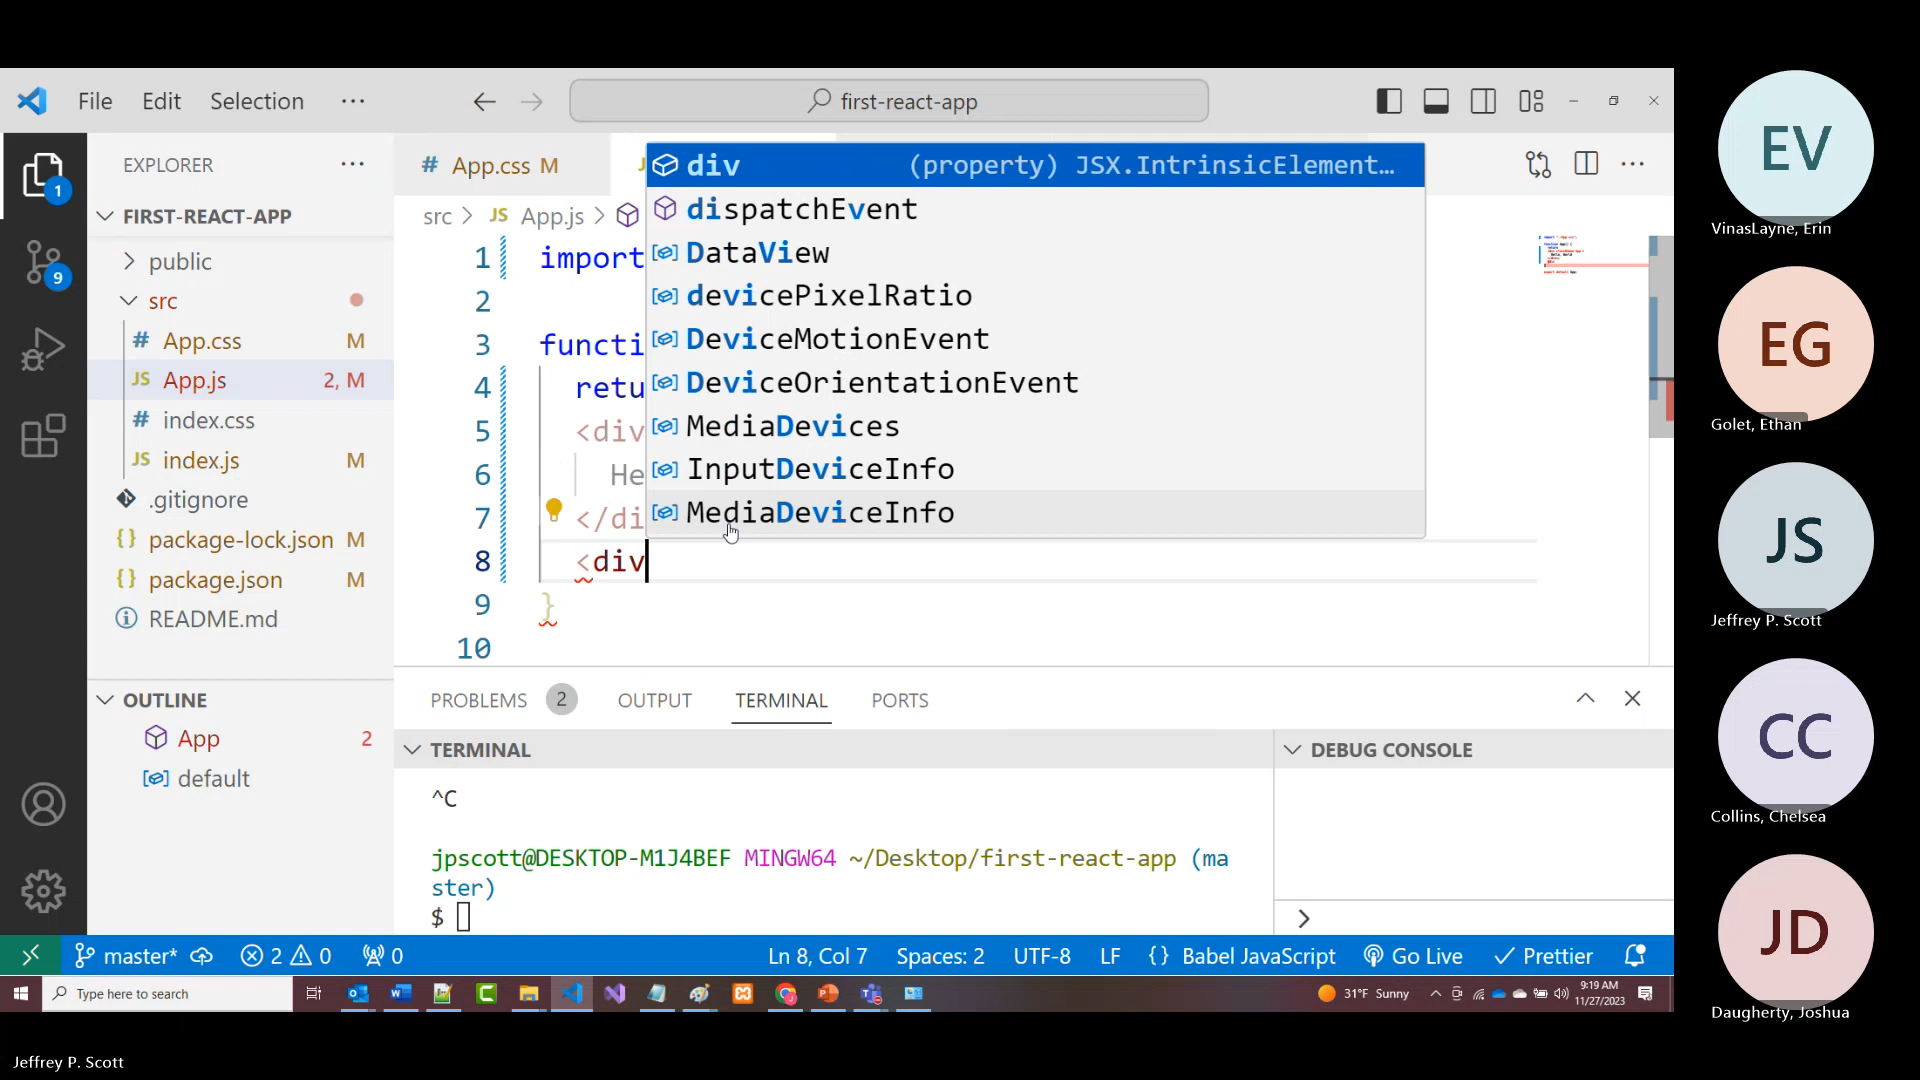 File Edit Selection ···
first-react-app
EXPLORER ···
FIRST-REACT-APP
public
src
# App.css M
JS App.js 2, M
# index.css
JS index.js M
.gitignore
{} package-lock.json M
{} package.json M
README.md
OUTLINE
App 2
default
1
9
# App.css M
src > JS App.js >
1 import
2
3 functi
4 retu
5 <div
6 He
7 </di
8 <div
9 }
10
div (property) JSX.IntrinsicElement…
dispatchEvent
DataView
devicePixelRatio
DeviceMotionEvent
DeviceOrientationEvent
MediaDevices
InputDeviceInfo
MediaDeviceInfo
PROBLEMS 2 OUTPUT TERMINAL PORTS
TERMINAL
^C
jpscott@DESKTOP-M1J4BEF MINGW64 ~/Desktop/first-react-app (ma
ster)
$
DEBUG CONSOLE
>
master* 2 0 0 Ln 8, Col 7 Spaces: 2 UTF-8 LF {} Babel JavaScript Go Live Prettier
Type here to search
31°F Sunny
9:19 AM
11/27/2023
EV
VinasLayne, Erin
EG
Golet, Ethan
JS
Jeffrey P. Scott
CC
Collins, Chelsea
JD
Daugherty, Joshua
Jeffrey P. Scott